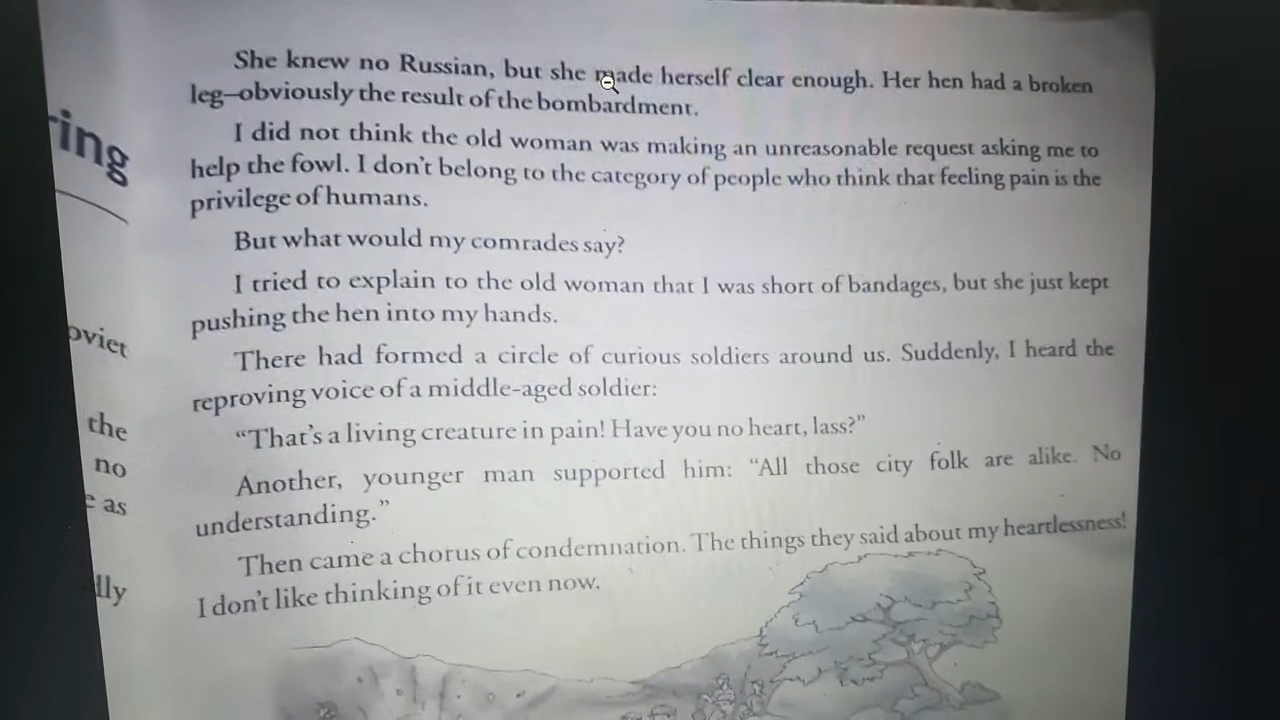 She knew no Russian, but she made herself clear enough. Her hen had a broken
leg—obviously the result of the bombardment.
I did not think the old woman was making an unreasonable request asking me to
help the fowl. I don't belong to the category of people who think that feeling pain is the
privilege of humans.
But what would my comrades say?
I tried to explain to the old woman that I was short of bandages, but she just kept
pushing the hen into my hands.
There had formed a circle of curious soldiers around us. Suddenly, I heard the
reproving voice of a middle-aged soldier:
“That's a living creature in pain! Have you no heart, lass?”
Another, younger man supported him: “All those city folk are alike. No
understanding.”
Then came a chorus of condemnation. The things they said about my heartlessness!
I don't like thinking of it even now.
ring
oviet
the
no
e as
lly